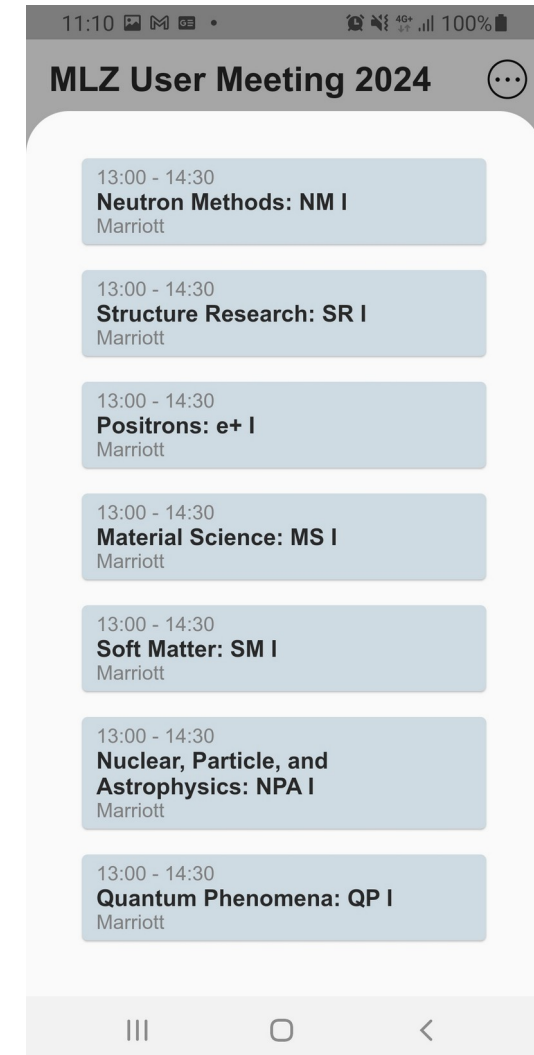 11:10
4G+ 100%
MLZ User Meeting 2024
13:00 - 14:30
Neutron Methods: NM I
Marriott
13:00 - 14:30
Structure Research: SR I
Marriott
13:00 - 14:30
Positrons: e+ I
Marriott
13:00 - 14:30
Material Science: MS I
Marriott
13:00 - 14:30
Soft Matter: SM I
Marriott
13:00 - 14:30
Nuclear, Particle, and
Astrophysics: NPA I
Marriott
13:00 - 14:30
Quantum Phenomena: QP I
Marriott